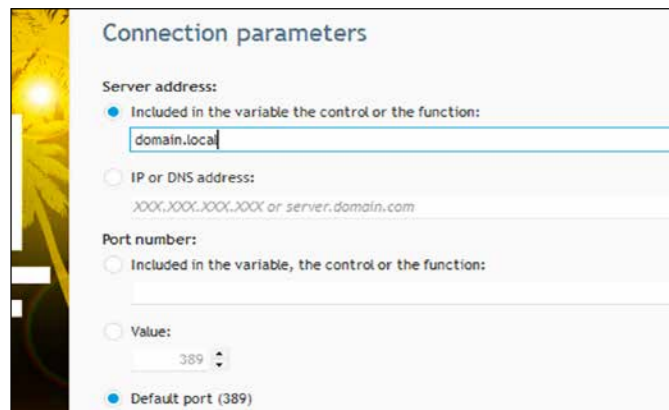 Connection parameters
Server address:
Included in the variable the control or the function:
domain.local
IP or DNS address:
XXX.XXX.XXX.XXX or server.domain.com
Port number:
Included in the variable, the control or the function:
Value:
389
Default port (389)